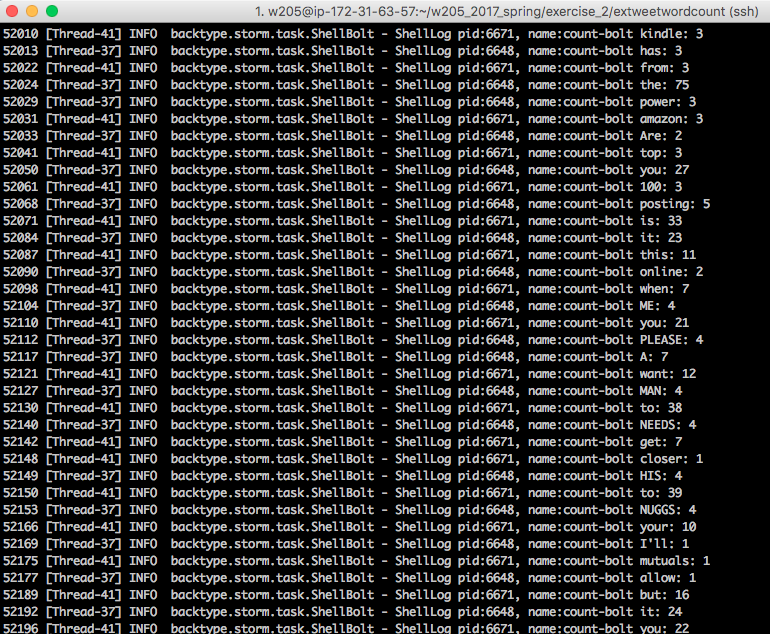 1. w205@ip-172-31-63-57:~/w205_2017_spring/exercise_2/extweetwordcount (ssh)
52010 [Thread-41] INFO  backtype.storm.task.ShellBolt - ShellLog pid:6671, name:count-bolt kindle: 3
52013 [Thread-37] INFO  backtype.storm.task.ShellBolt - ShellLog pid:6648, name:count-bolt has: 3
52022 [Thread-41] INFO  backtype.storm.task.ShellBolt - ShellLog pid:6671, name:count-bolt from: 3
52024 [Thread-37] INFO  backtype.storm.task.ShellBolt - ShellLog pid:6648, name:count-bolt the: 75
52029 [Thread-37] INFO  backtype.storm.task.ShellBolt - ShellLog pid:6648, name:count-bolt power: 3
52031 [Thread-41] INFO  backtype.storm.task.ShellBolt - ShellLog pid:6671, name:count-bolt amazon: 3
52033 [Thread-37] INFO  backtype.storm.task.ShellBolt - ShellLog pid:6648, name:count-bolt Are: 2
52041 [Thread-41] INFO  backtype.storm.task.ShellBolt - ShellLog pid:6671, name:count-bolt top: 3
52050 [Thread-37] INFO  backtype.storm.task.ShellBolt - ShellLog pid:6648, name:count-bolt you: 27
52061 [Thread-41] INFO  backtype.storm.task.ShellBolt - ShellLog pid:6671, name:count-bolt 100: 3
52068 [Thread-37] INFO  backtype.storm.task.ShellBolt - ShellLog pid:6648, name:count-bolt posting: 5
52071 [Thread-41] INFO  backtype.storm.task.ShellBolt - ShellLog pid:6671, name:count-bolt is: 33
52084 [Thread-37] INFO  backtype.storm.task.ShellBolt - ShellLog pid:6648, name:count-bolt it: 23
52087 [Thread-41] INFO  backtype.storm.task.ShellBolt - ShellLog pid:6671, name:count-bolt this: 11
52090 [Thread-37] INFO  backtype.storm.task.ShellBolt - ShellLog pid:6648, name:count-bolt online: 2
52098 [Thread-41] INFO  backtype.storm.task.ShellBolt - ShellLog pid:6671, name:count-bolt when: 7
52104 [Thread-37] INFO  backtype.storm.task.ShellBolt - ShellLog pid:6648, name:count-bolt ME: 4
52110 [Thread-41] INFO  backtype.storm.task.ShellBolt - ShellLog pid:6671, name:count-bolt you: 21
52112 [Thread-37] INFO  backtype.storm.task.ShellBolt - ShellLog pid:6648, name:count-bolt PLEASE: 4
52117 [Thread-37] INFO  backtype.storm.task.ShellBolt - ShellLog pid:6648, name:count-bolt A: 7
52121 [Thread-41] INFO  backtype.storm.task.ShellBolt - ShellLog pid:6671, name:count-bolt want: 12
52127 [Thread-37] INFO  backtype.storm.task.ShellBolt - ShellLog pid:6648, name:count-bolt MAN: 4
52130 [Thread-41] INFO  backtype.storm.task.ShellBolt - ShellLog pid:6671, name:count-bolt to: 38
52140 [Thread-37] INFO  backtype.storm.task.ShellBolt - ShellLog pid:6648, name:count-bolt NEEDS: 4
52142 [Thread-41] INFO  backtype.storm.task.ShellBolt - ShellLog pid:6671, name:count-bolt get: 7
52148 [Thread-41] INFO  backtype.storm.task.ShellBolt - ShellLog pid:6671, name:count-bolt closer: 1
52149 [Thread-37] INFO  backtype.storm.task.ShellBolt - ShellLog pid:6648, name:count-bolt HIS: 4
52150 [Thread-41] INFO  backtype.storm.task.ShellBolt - ShellLog pid:6671, name:count-bolt to: 39
52153 [Thread-37] INFO  backtype.storm.task.ShellBolt - ShellLog pid:6648, name:count-bolt NUGGS: 4
52166 [Thread-41] INFO  backtype.storm.task.ShellBolt - ShellLog pid:6671, name:count-bolt your: 10
52169 [Thread-37] INFO  backtype.storm.task.ShellBolt - ShellLog pid:6648, name:count-bolt I'll: 1
52175 [Thread-41] INFO  backtype.storm.task.ShellBolt - ShellLog pid:6671, name:count-bolt mutuals: 1
52177 [Thread-37] INFO  backtype.storm.task.ShellBolt - ShellLog pid:6648, name:count-bolt allow: 1
52189 [Thread-41] INFO  backtype.storm.task.ShellBolt - ShellLog pid:6671, name:count-bolt but: 16
52192 [Thread-37] INFO  backtype.storm.task.ShellBolt - ShellLog pid:6648, name:count-bolt it: 24
52196 [Thread-41] INFO  backtype.storm.task.ShellBolt - ShellLog pid:6671, name:count-bolt you: 22